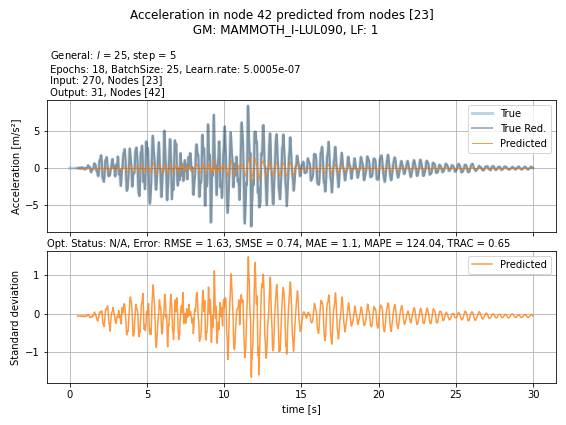 Acceleration in node 42 predicted from nodes [23]
GM: MAMMOTH_I-LUL090, LF: 1
General: l = 25, step = 5
Epochs: 18, BatchSize: 25, Learn.rate: 5.0005e-07
Input: 270, Nodes [23]
Output: 31, Nodes [42]
Acceleration [m/s²]
5
0
−5
True
True Red.
Predicted
Opt. Status: N/A, Error: RMSE = 1.63, SMSE = 0.74, MAE = 1.1, MAPE = 124.04, TRAC = 0.65
Standard deviation
1
0
−1
Predicted
0 5 10 15 20 25 30
time [s]